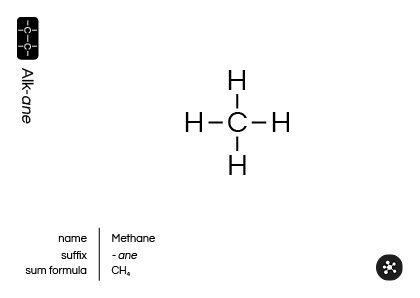 Alk-ane
H
H C H
H
name Methane
suffix - ane
sum formula CH₄